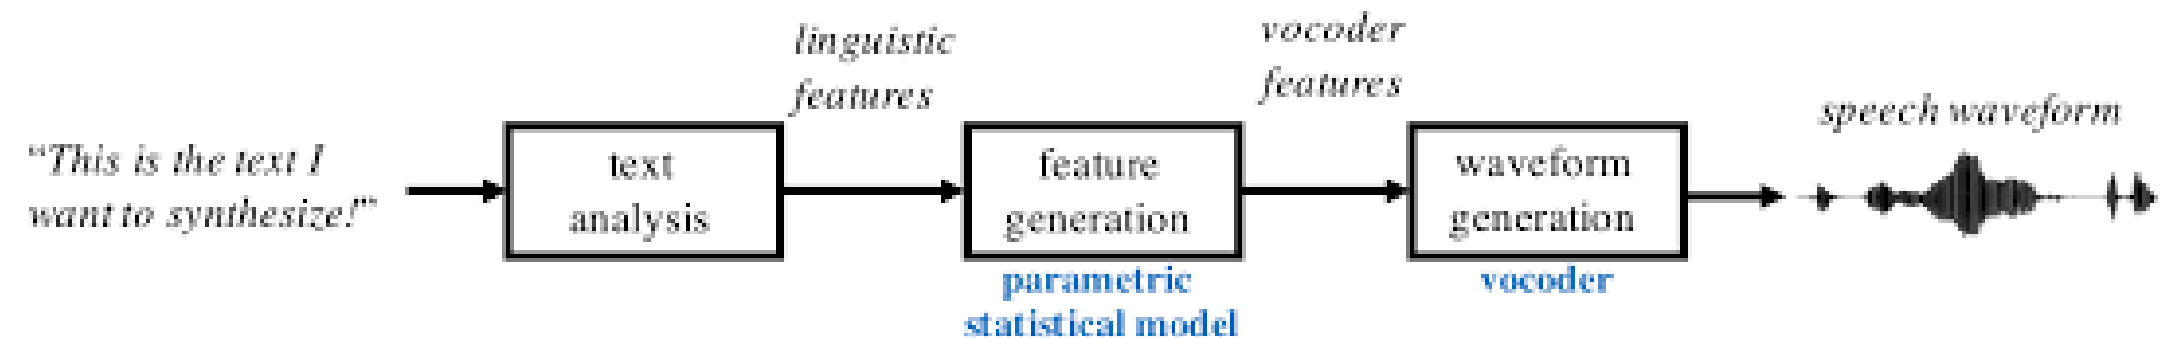 "This is the text I
want to synthesize!"
text
analysis
linguistic
features
feature
generation
parametric
statistical model
vocoder
features
waveform
generation
vocoder
speech waveform